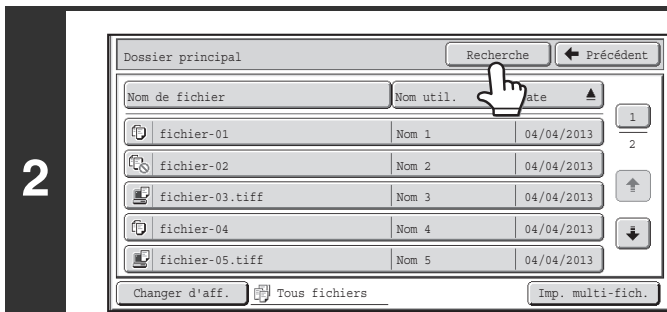 2
Dossier principal Recherche Précédent
Nom de fichier Nom util. ate
fichier-01 Nom 1 04/04/2013
fichier-02 Nom 2 04/04/2013
fichier-03.tiff Nom 3 04/04/2013
fichier-04 Nom 4 04/04/2013
fichier-05.tiff Nom 5 04/04/2013
1
2
Changer d'aff. Tous fichiers Imp. multi-fich.